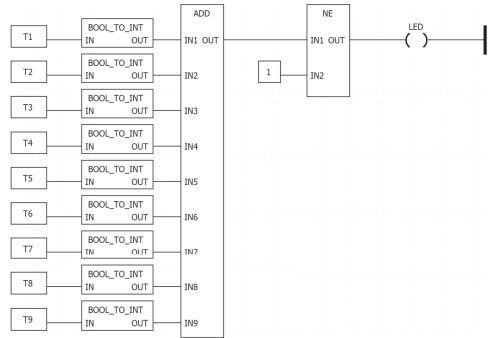 ADD
NE
LED
BOOL_TO_INT
T1 IN OUT IN1 OUT IN1 OUT
BOOL_TO_INT
T2 IN OUT IN2 1 IN2
BOOL_TO_INT
T3 IN OUT IN3
BOOL_TO_INT
T4 IN OUT IN4
BOOL_TO_INT
T5 IN OUT IN5
BOOL_TO_INT
T6 IN OUT IN6
BOOL_TO_INT
T7 IN OUT IN7
BOOL_TO_INT
T8 IN OUT IN8
BOOL_TO_INT
T9 IN OUT IN9